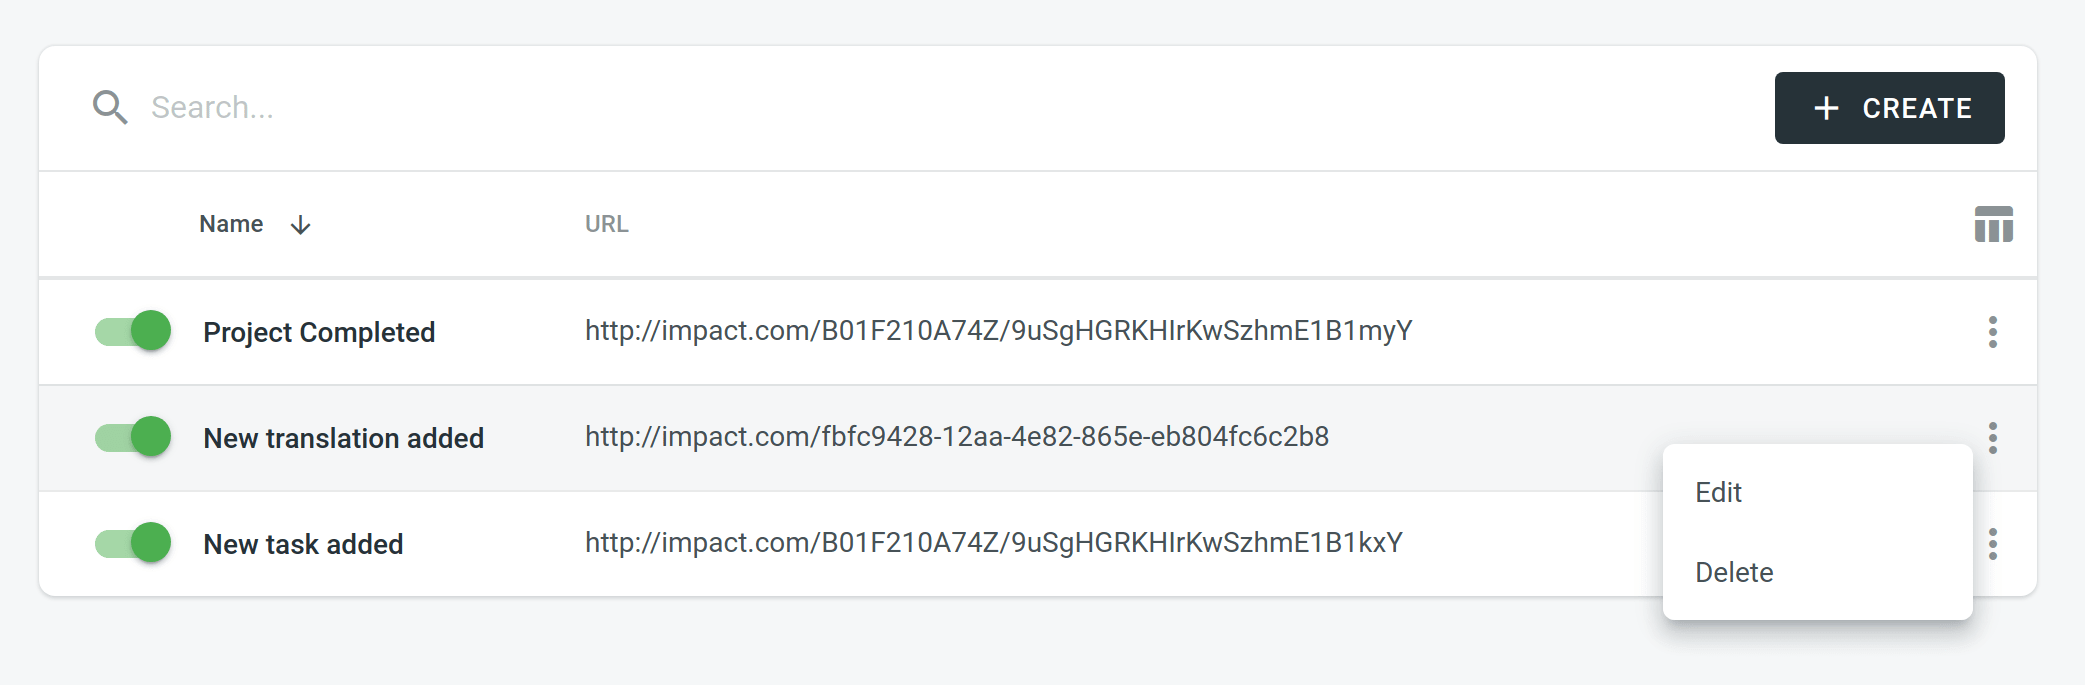 Search...
+ CREATE
Name ↓ URL
Project Completed http://impact.com/B01F210A74Z/9uSgHGRKHIrKwSzhmE1B1myY
New translation added http://impact.com/fbfc9428-12aa-4e82-865e-eb804fc6c2b8
Edit
New task added http://impact.com/B01F210A74Z/9uSgHGRKHIrKwSzhmE1B1kxY
Delete